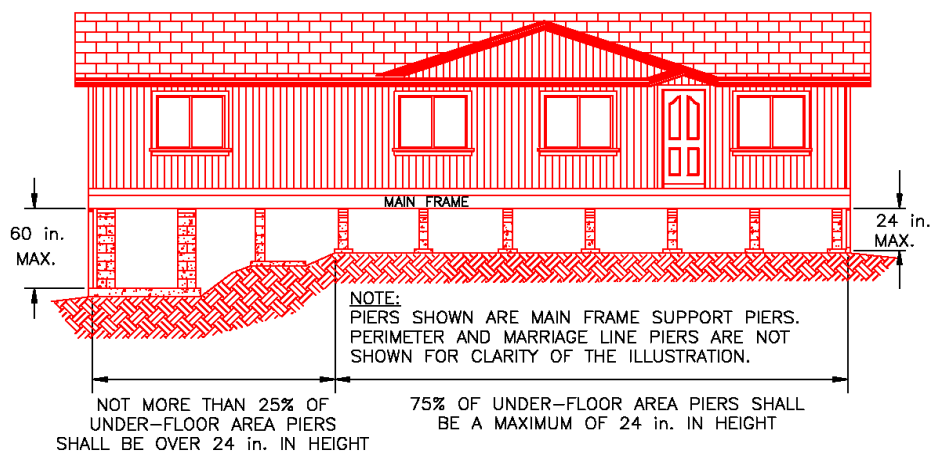 MAIN FRAME
60 in.
MAX.
24 in.
MAX.
NOTE:
PIERS SHOWN ARE MAIN FRAME SUPPORT PIERS.
PERIMETER AND MARRIAGE LINE PIERS ARE NOT
SHOWN FOR CLARITY OF THE ILLUSTRATION.
NOT MORE THAN 25% OF
UNDER-FLOOR AREA PIERS
SHALL BE OVER 24 in. IN HEIGHT
75% OF UNDER-FLOOR AREA PIERS SHALL
BE A MAXIMUM OF 24 in. IN HEIGHT